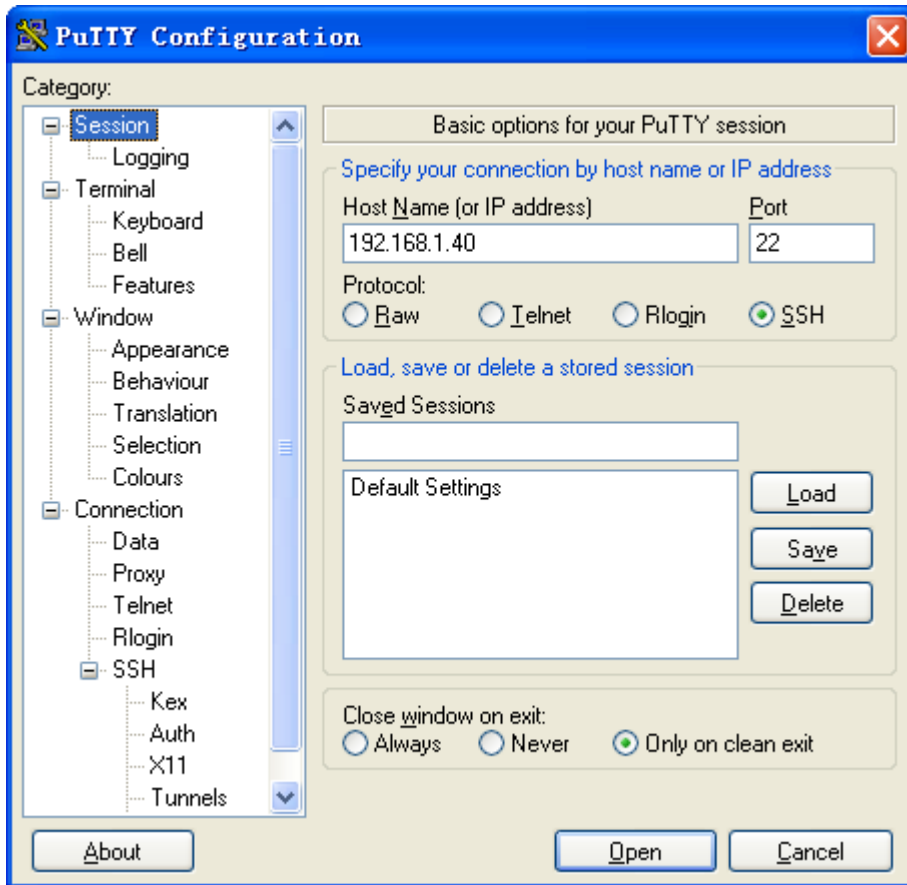 PuTTY Configuration
Category:
Session
Logging
Terminal
Keyboard
Bell
Features
Window
Appearance
Behaviour
Translation
Selection
Colours
Connection
Data
Proxy
Telnet
Rlogin
SSH
Kex
Auth
X11
Tunnels
Basic options for your PuTTY session
Specify your connection by host name or IP address
Host Name (or IP address) Port
192.168.1.40 22
Protocol:
Raw Telnet Rlogin SSH
Load, save or delete a stored session
Saved Sessions
Default Settings
Load
Save
Delete
Close window on exit:
Always Never Only on clean exit
About Open Cancel